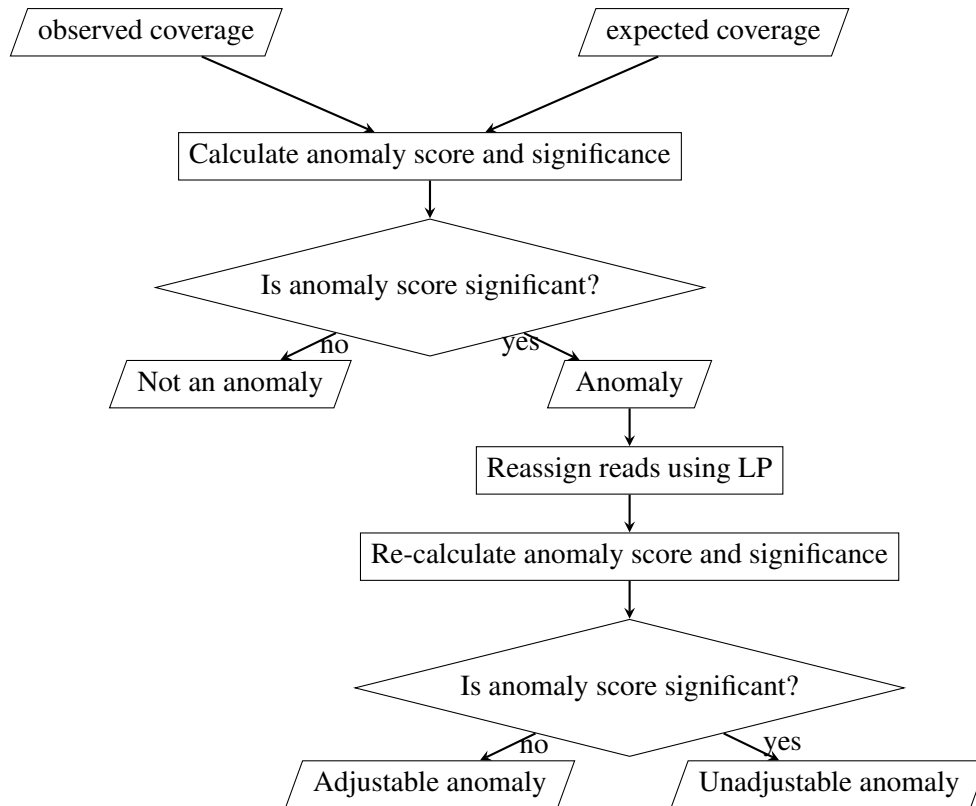 observed coverage
expected coverage
Calculate anomaly score and significance
Is anomaly score significant?
no
yes
Not an anomaly
Anomaly
Reassign reads using LP
Re-calculate anomaly score and significance
Is anomaly score significant?
no
yes
Adjustable anomaly
Unadjustable anomaly